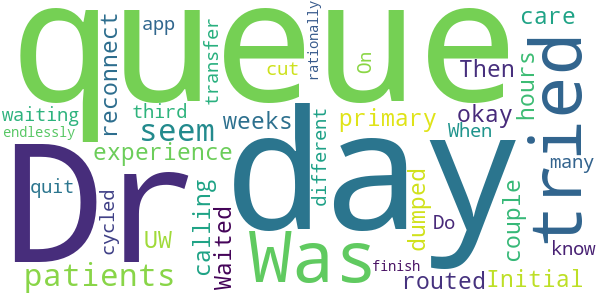 queue
day
Dr
Was
tried
seem
patients
experience
reconnect
app
transfer
cut
rationally
On
Then
care
hours
okay
primary
When
weeks
third
waiting
endlessly
different
many
know
couple
Do
dumped
routed
Initial
finish
calling
Waited
UW
cycled
quit